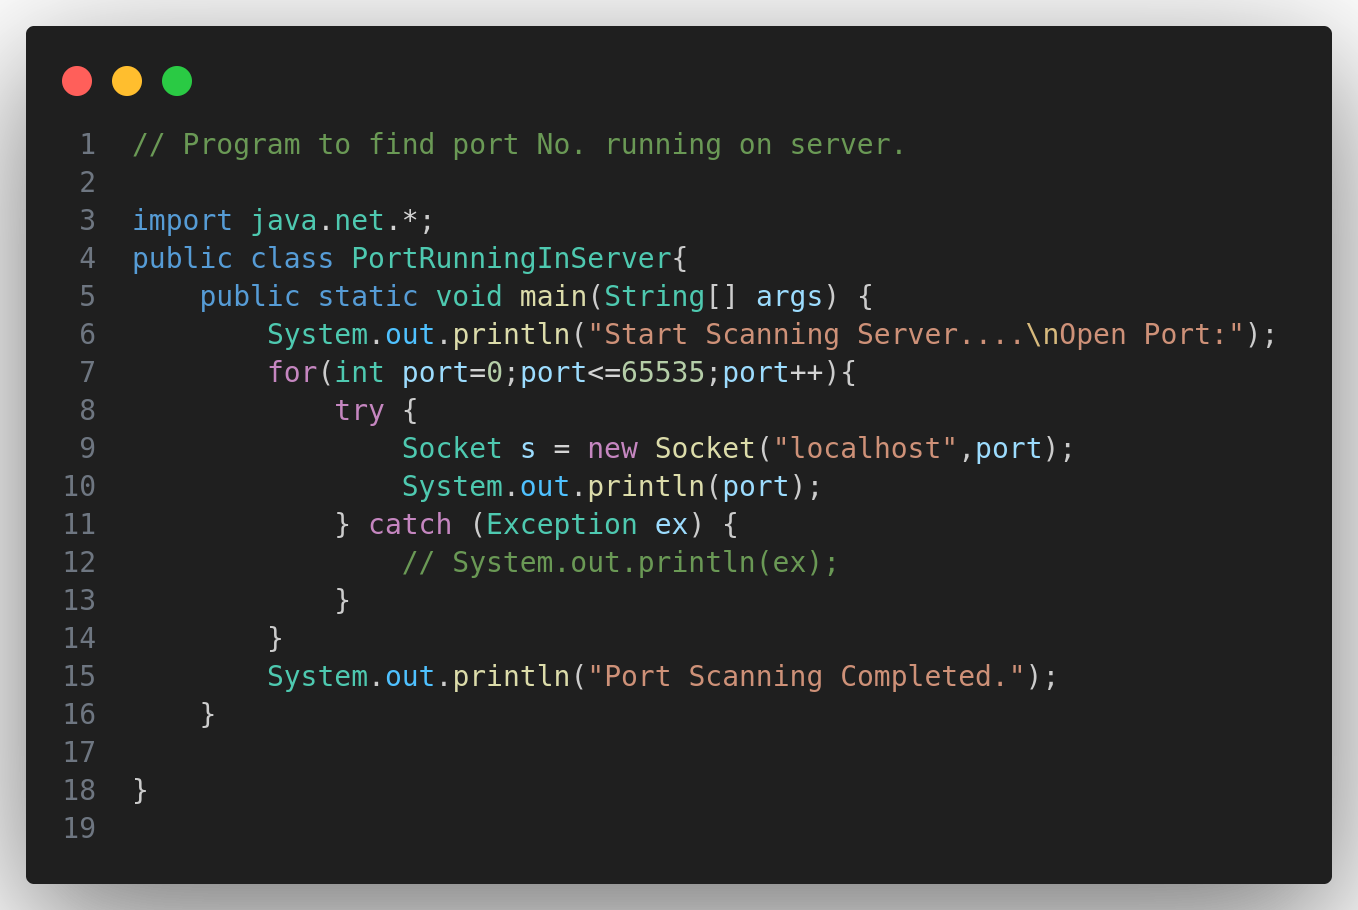 1 // Program to find port No. running on server.
2
3 import java.net.*;
4 public class PortRunningInServer{
5     public static void main(String[] args) {
6         System.out.println("Start Scanning Server....\nOpen Port:");
7         for(int port=0;port<=65535;port++){
8             try {
9                 Socket s = new Socket("localhost",port);
10                 System.out.println(port);
11             } catch (Exception ex) {
12                 // System.out.println(ex);
13             }
14         }
15         System.out.println("Port Scanning Completed.");
16     }
17
18 }
19